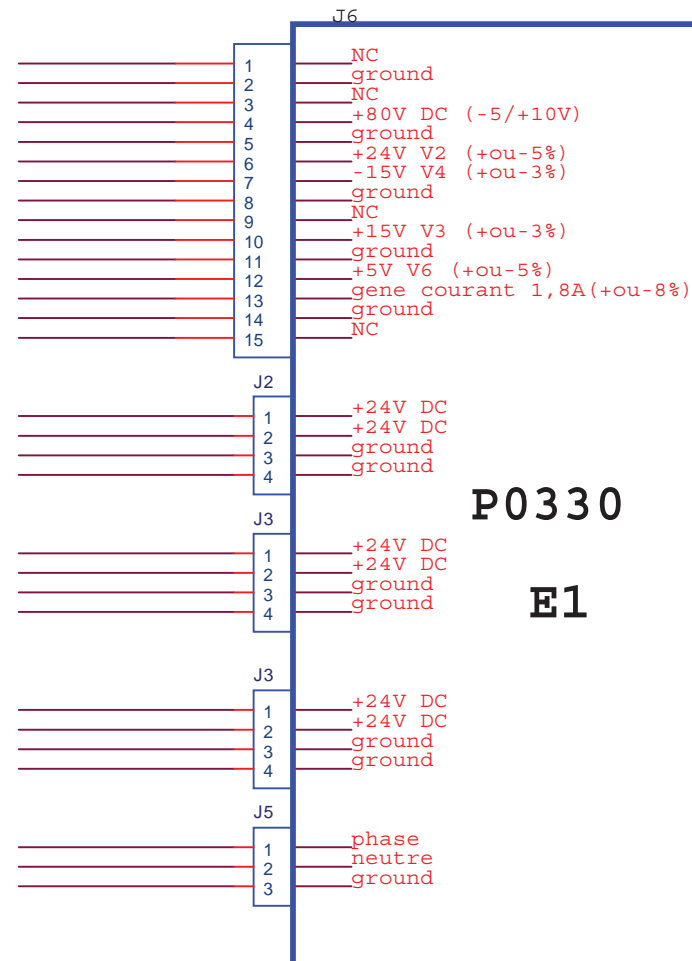 J6
1 NC
2 ground
3 NC
4 +80V DC (-5/+10V)
5 ground
6 +24V V2 (+ou-5%)
7 -15V V4 (+ou-3%)
8 ground
9 NC
10 +15V V3 (+ou-3%)
11 ground
12 +5V V6 (+ou-5%)
13 gene courant 1,8A(+ou-8%)
14 ground
15 NC
J2
1 +24V DC
2 +24V DC
3 ground
4 ground
P0330
J3
1 +24V DC
2 +24V DC
3 ground
4 ground
E1
J3
1 +24V DC
2 +24V DC
3 ground
4 ground
J5
1 phase
2 neutre
3 ground